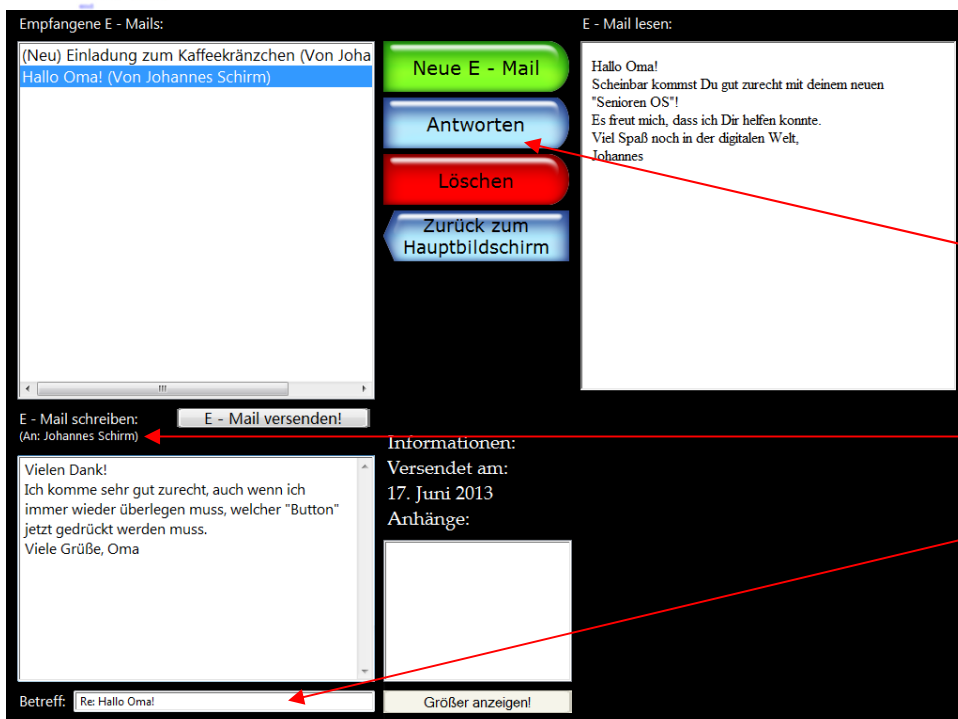 Empfangene E - Mails:
(Neu) Einladung zum Kaffeekränzchen (Von Joha
Hallo Oma! (Von Johannes Schirm)
Neue E - Mail
Antworten
Löschen
Zurück zum
Hauptbildschirm
E - Mail lesen:
Hallo Oma!
Scheinbar kommst Du gut zurecht mit deinem neuen
"Senioren OS"!
Es freut mich, dass ich Dir helfen konnte.
Viel Spaß noch in der digitalen Welt,
Johannes
E - Mail schreiben:
E - Mail versenden!
(An: Johannes Schirm)
Vielen Dank!
Ich komme sehr gut zurecht, auch wenn ich
immer wieder überlegen muss, welcher "Button"
jetzt gedrückt werden muss.
Viele Grüße, Oma
Informationen:
Versendet am:
17. Juni 2013
Anhänge:
Betreff:
Re: Hallo Oma!
Größer anzeigen!